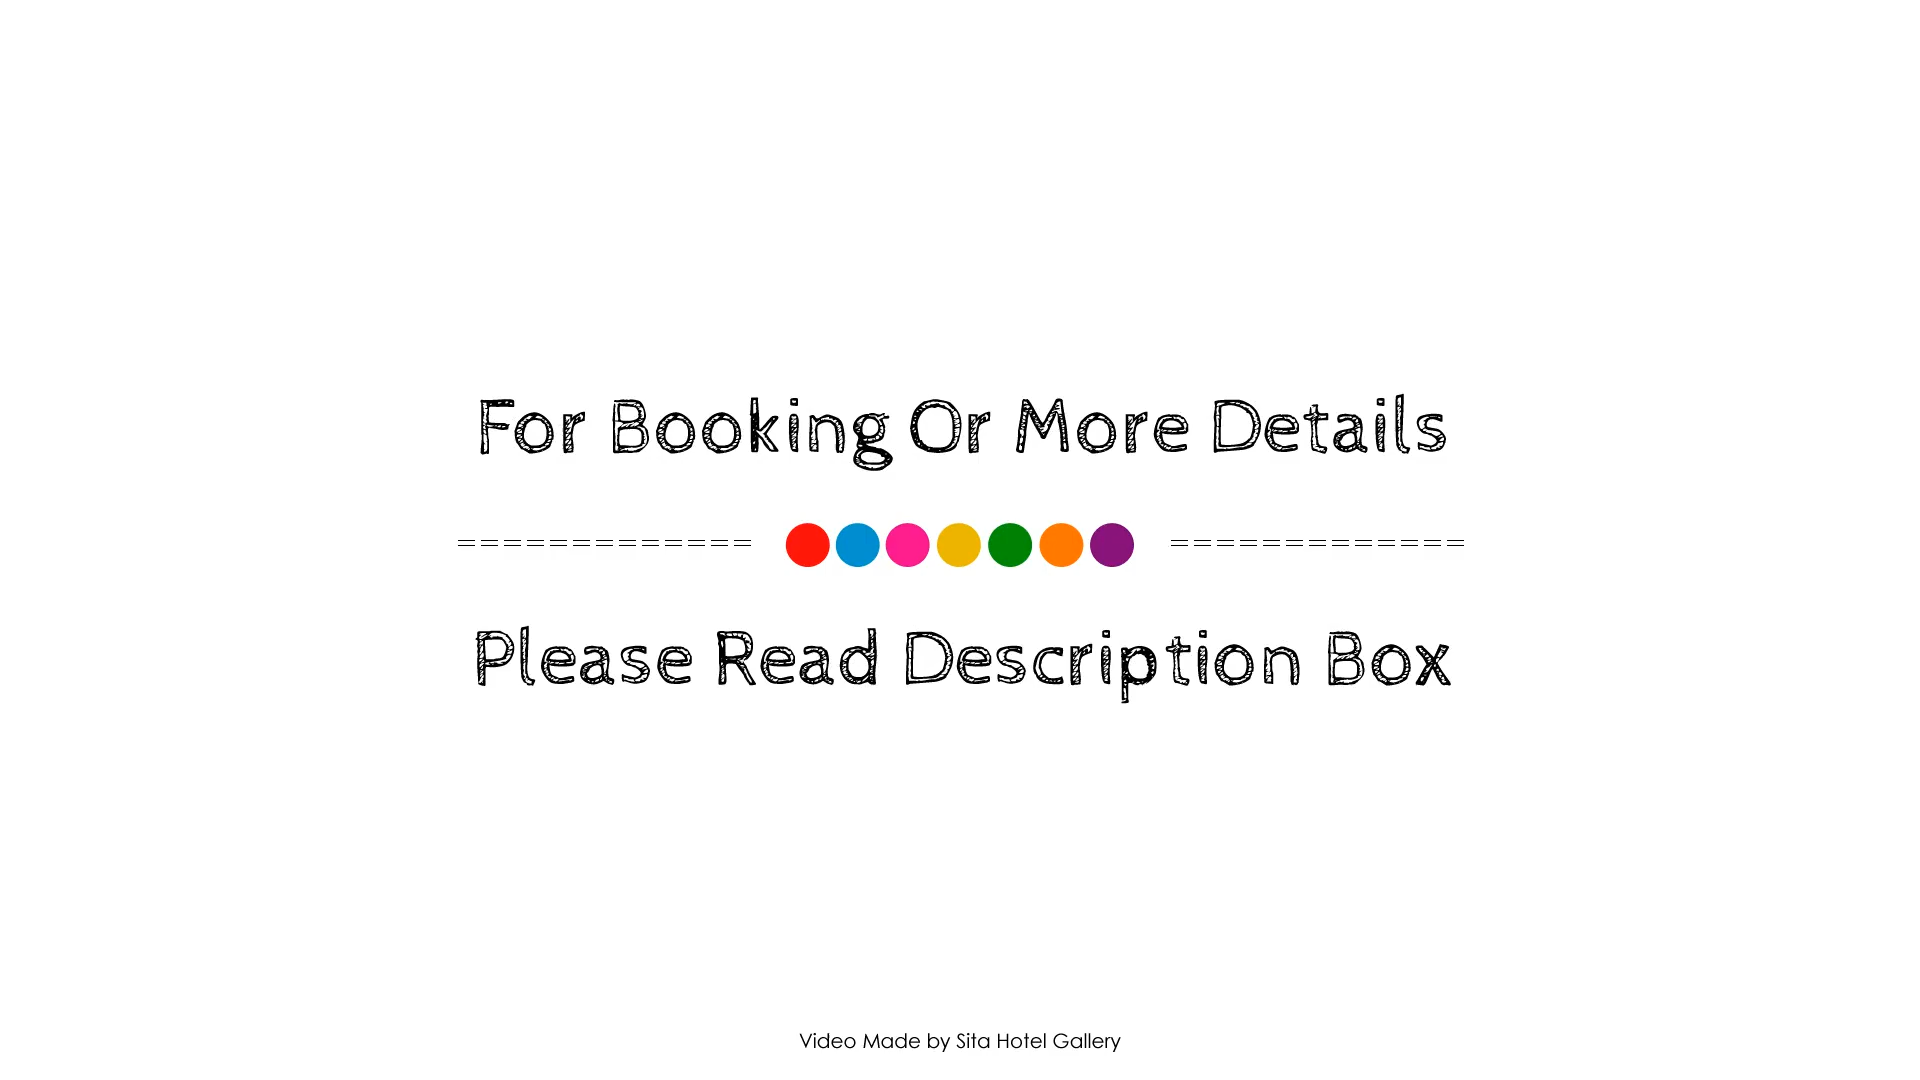 For Booking Or More Details
============= =============
Please Read Description Box
Video Made by Sita Hotel Gallery